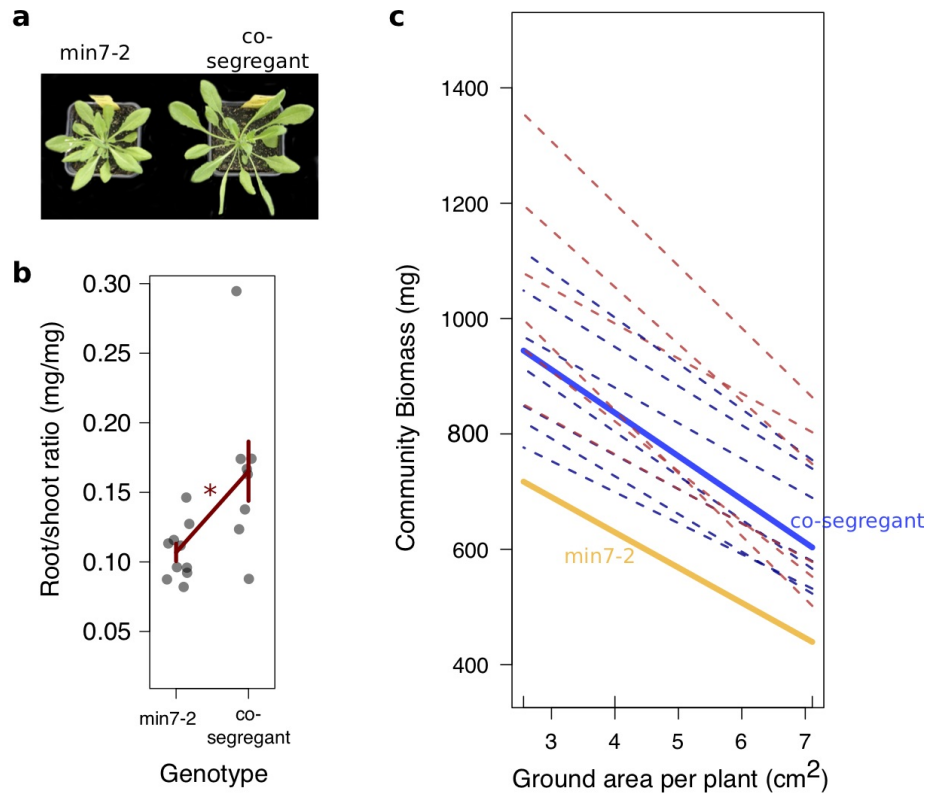 a
min7-2
co-
segregant
b
Root/shoot ratio (mg/mg)
0.30
0.25
0.20
0.15
0.10
0.05
*
min7-2
co-
segregant
Genotype
c
Community Biomass (mg)
1400
1200
1000
800
600
400
co-segregant
min7-2
3 4 5 6 7
Ground area per plant (cm²)